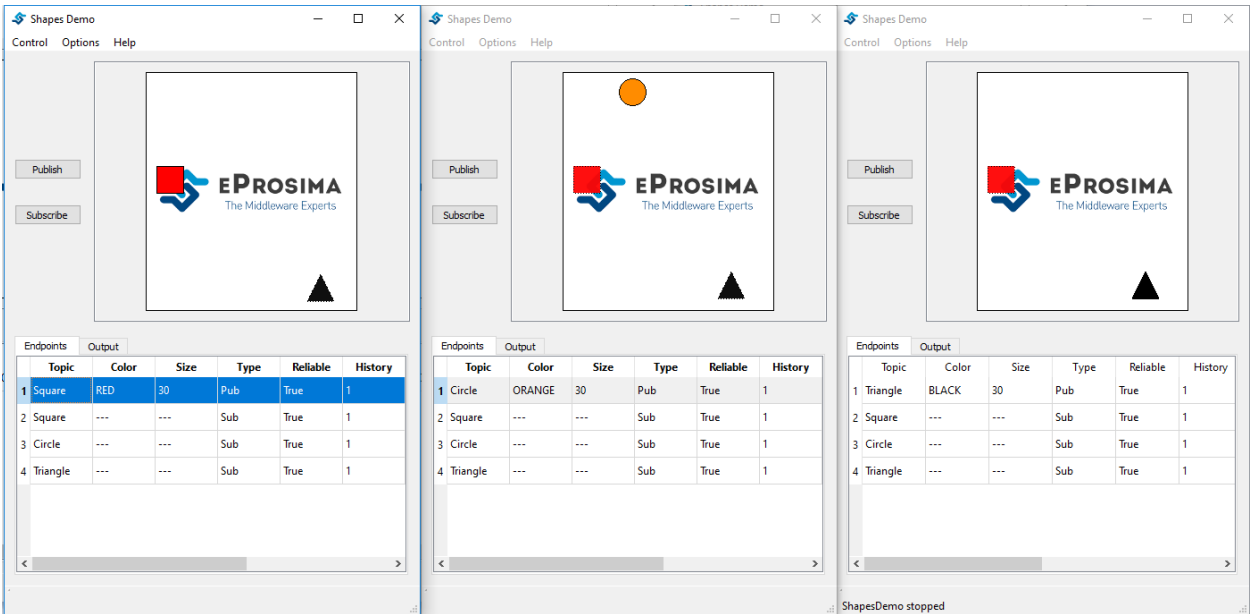 Shapes Demo
Control Options Help
Publish
Subscribe
EPROSIMA
The Middleware Experts
Endpoints Output
Topic Color Size Type Reliable History
1 Square RED 30 Pub True 1
2 Square --- --- Sub True 1
3 Circle --- --- Sub True 1
4 Triangle --- --- Sub True 1
Shapes Demo
Control Options Help
Publish
Subscribe
EPROSIMA
The Middleware Experts
Endpoints Output
Topic Color Size Type Reliable History
1 Circle ORANGE 30 Pub True 1
2 Square --- --- Sub True 1
3 Circle --- --- Sub True 1
4 Triangle --- --- Sub True 1
Shapes Demo
Control Options Help
Publish
Subscribe
EPROSIMA
The Middleware Experts
Endpoints Output
Topic Color Size Type Reliable History
1 Triangle BLACK 30 Pub True 1
2 Square --- --- Sub True 1
3 Circle --- --- Sub True 1
4 Triangle --- --- Sub True 1
ShapesDemo stopped